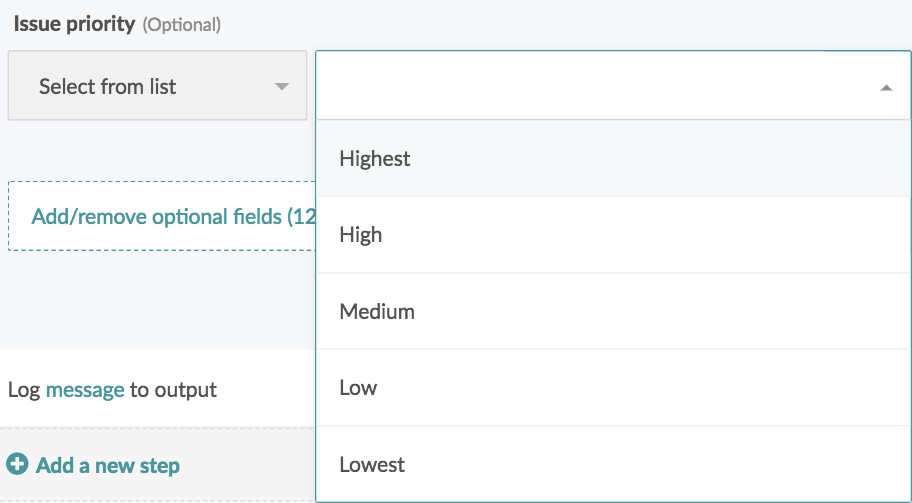 Issue priority (Optional)
Select from list
Highest
Add/remove optional fields (12
High
Medium
Low
Log message to output
Lowest
Add a new step